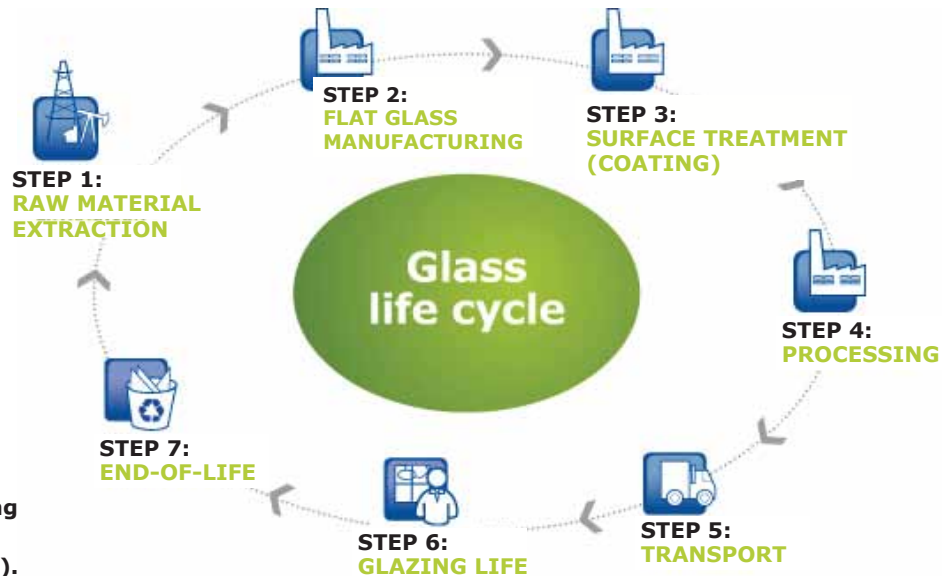 STEP 1:
RAW MATERIAL
EXTRACTION
STEP 2:
FLAT GLASS
MANUFACTURING
STEP 3:
SURFACE TREATMENT
(COATING)
Glass
life cycle
STEP 4:
PROCESSING
STEP 5:
TRANSPORT
STEP 6:
GLAZING LIFE
STEP 7:
END-OF-LIFE
).